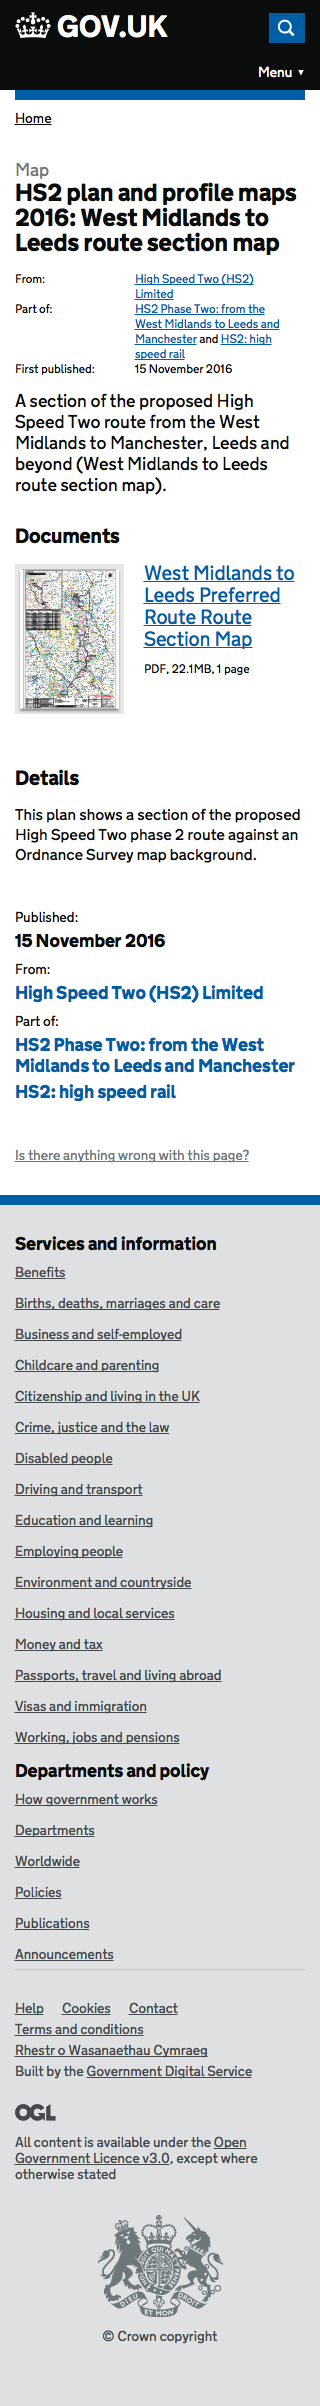 GOV.UK
Menu ▼
Home
Map
HS2 plan and profile maps
2016: West Midlands to
Leeds route section map
From: High Speed Two (HS2)
Limited
Part of: HS2 Phase Two: from the
West Midlands to Leeds and
Manchester and HS2: high
speed rail
First published: 15 November 2016
A section of the proposed High
Speed Two route from the West
Midlands to Manchester, Leeds and
beyond (West Midlands to Leeds
route section map).
Documents
West Midlands to
Leeds Preferred
Route Route
Section Map
PDF, 22.1MB, 1 page
Details
This plan shows a section of the proposed
High Speed Two phase 2 route against an
Ordnance Survey map background.
Published:
15 November 2016
From:
High Speed Two (HS2) Limited
Part of:
HS2 Phase Two: from the West
Midlands to Leeds and Manchester
HS2: high speed rail
Is there anything wrong with this page?
Services and information
Benefits
Births, deaths, marriages and care
Business and self-employed
Childcare and parenting
Citizenship and living in the UK
Crime, justice and the law
Disabled people
Driving and transport
Education and learning
Employing people
Environment and countryside
Housing and local services
Money and tax
Passports, travel and living abroad
Visas and immigration
Working, jobs and pensions
Departments and policy
How government works
Departments
Worldwide
Policies
Publications
Announcements
Help Cookies Contact
Terms and conditions
Rhestr o Wasanaethau Cymraeg
Built by the Government Digital Service
OGL
All content is available under the Open
Government Licence v3.0, except where
otherwise stated
DIEU ET MON DROIT
© Crown copyright